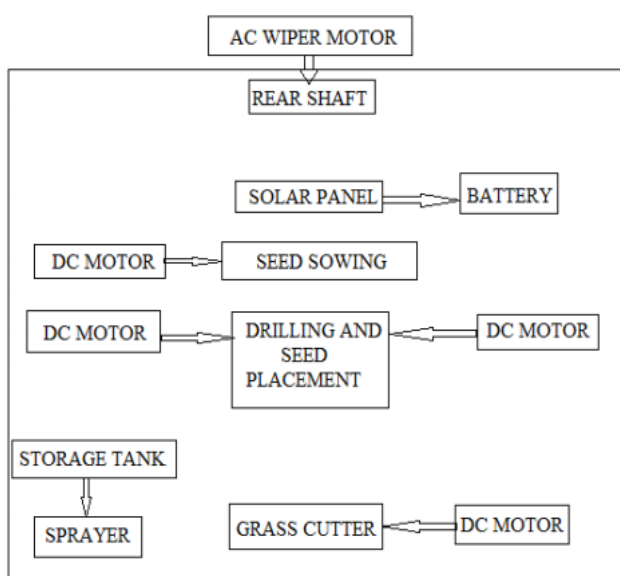 AC WIPER MOTOR
REAR SHAFT
SOLAR PANEL
BATTERY
DC MOTOR
SEED SOWING
DC MOTOR
DRILLING AND
SEED
PLACEMENT
DC MOTOR
STORAGE TANK
SPRAYER
GRASS CUTTER
DC MOTOR